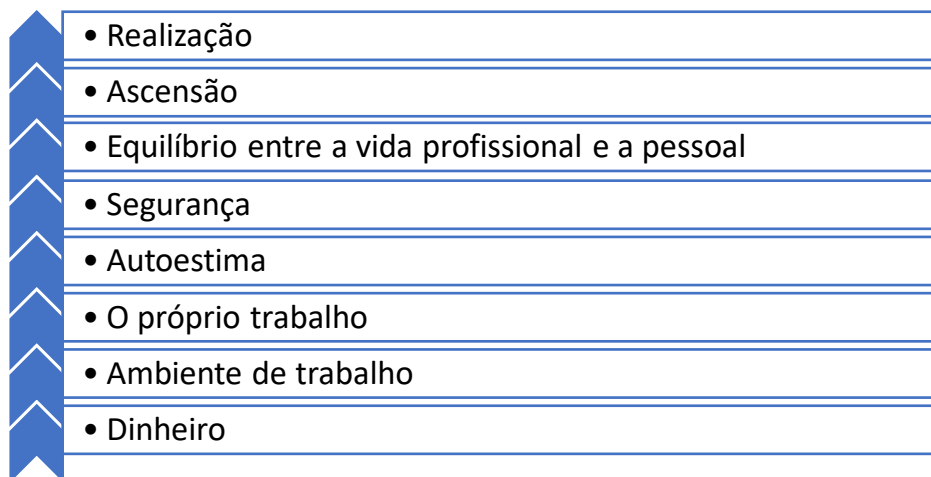 • Realização
• Ascensão
• Equilíbrio entre a vida profissional e a pessoal
• Segurança
• Autoestima
• O próprio trabalho
• Ambiente de trabalho
• Dinheiro